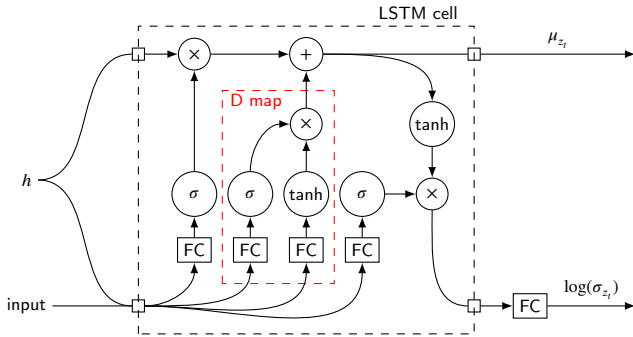 LSTM cell
× + μ_{z_t}
D map
×
tanh
h
σ σ tanh σ ×
FC FC FC FC
input FC log(σ_{z_t})